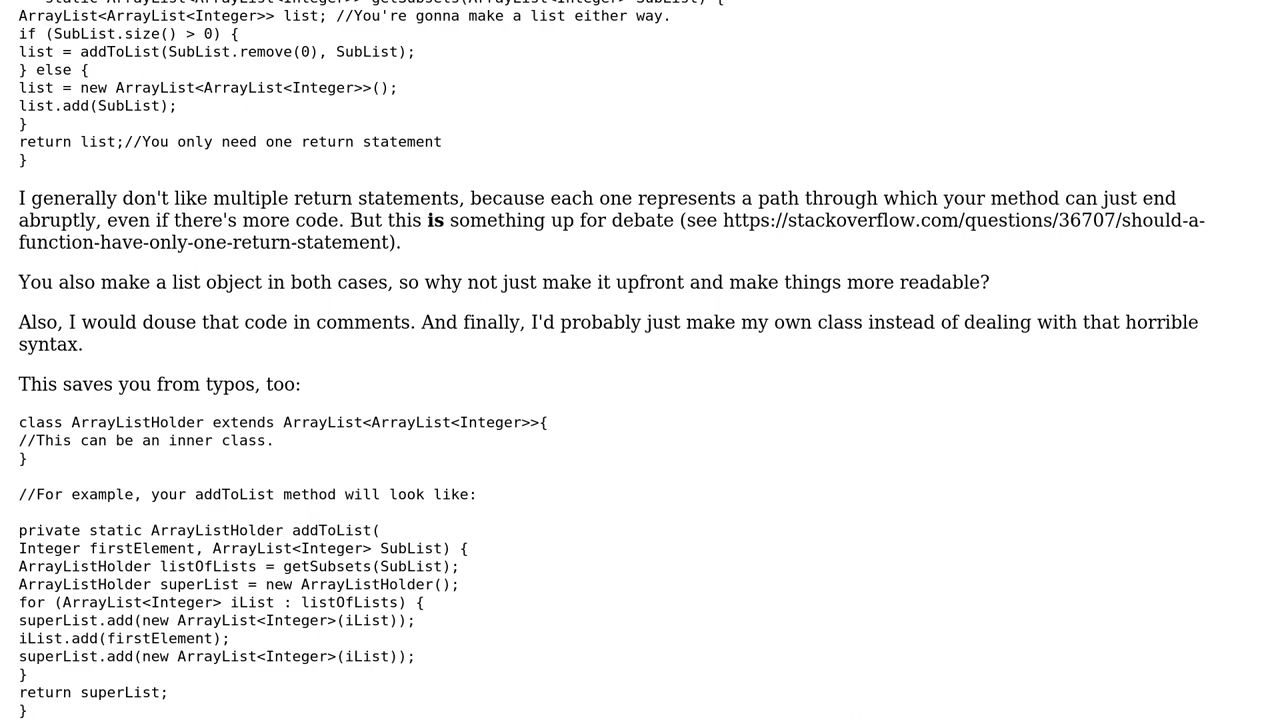 static ArrayList<ArrayList<Integer>> getSubsets(ArrayList<Integer> SubList) {
ArrayList<ArrayList<Integer>> list; //You're gonna make a list either way.
if (SubList.size() > 0) {
list = addToList(SubList.remove(0), SubList);
} else {
list = new ArrayList<ArrayList<Integer>>();
list.add(SubList);
}
return list;//You only need one return statement
}
I generally don't like multiple return statements, because each one represents a path through which your method can just end
abruptly, even if there's more code. But this is something up for debate (see https://stackoverflow.com/questions/36707/should-a-
function-have-only-one-return-statement).
You also make a list object in both cases, so why not just make it upfront and make things more readable?
Also, I would douse that code in comments. And finally, I'd probably just make my own class instead of dealing with that horrible
syntax.
This saves you from typos, too:
class ArrayListHolder extends ArrayList<ArrayList<Integer>>{
//This can be an inner class.
}
//For example, your addToList method will look like:
private static ArrayListHolder addToList(
Integer firstElement, ArrayList<Integer> SubList) {
ArrayListHolder listOfLists = getSubsets(SubList);
ArrayListHolder superList = new ArrayListHolder();
for (ArrayList<Integer> iList : listOfLists) {
superList.add(new ArrayList<Integer>(iList));
iList.add(firstElement);
superList.add(new ArrayList<Integer>(iList));
}
return superList;
}